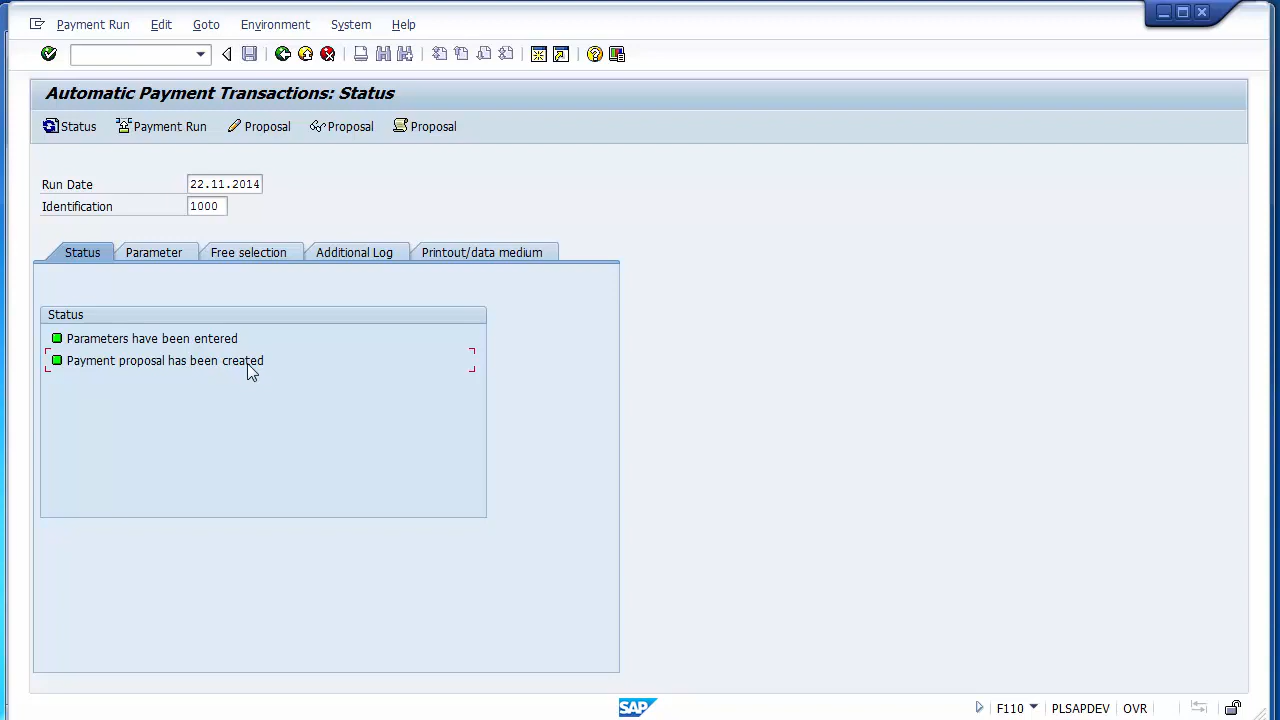 Payment Run Edit Goto Environment System Help
Automatic Payment Transactions: Status
Status Payment Run Proposal Proposal Proposal
Run Date 22.11.2014
Identification 1000
Status Parameter Free selection Additional Log Printout/data medium
Status
Parameters have been entered
Payment proposal has been created
SAP F110 PLSAPDEV OVR